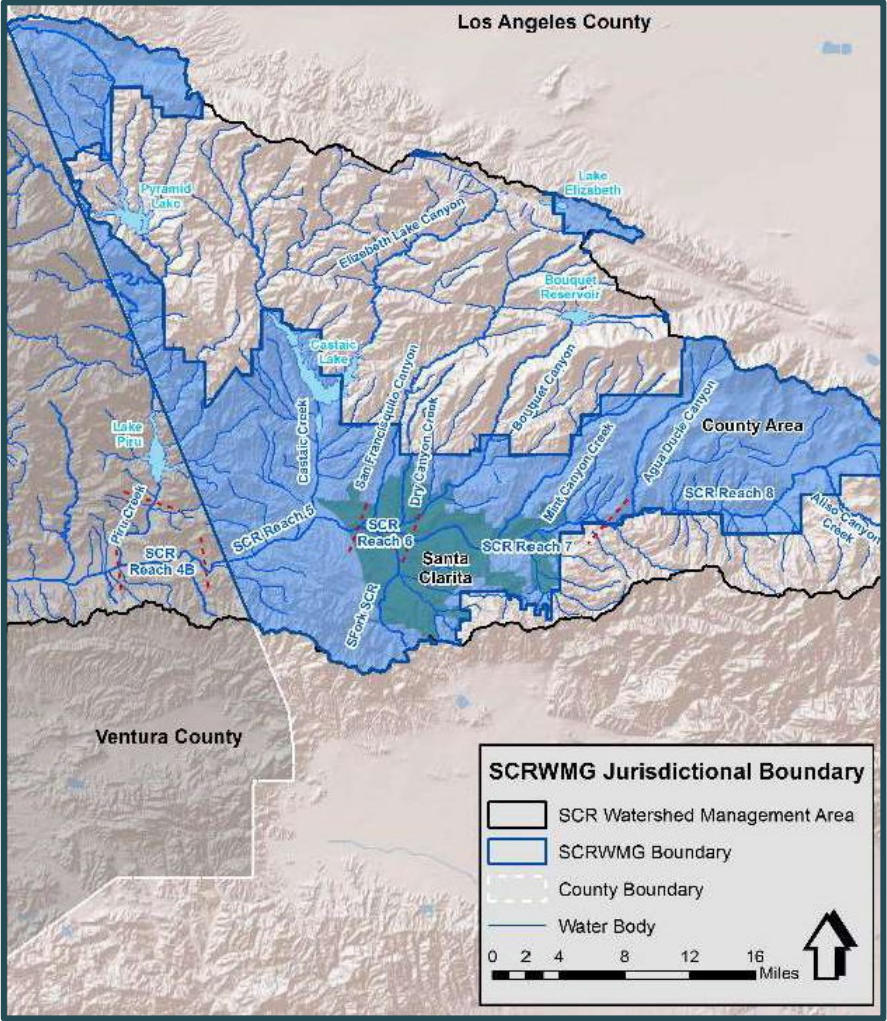 Los Angeles County
Lake
Elizabeth
Pyramid
Lake
Elizebeth Lake Canyon
Bouquet
Reservoir
Castaic
Lake
San Francisquito Canyon
Bouquet Canyon
Agua Dulce Canyon
County Area
Castaic Creek
Dry Canyon Creek
Mint Canyon Creek
Lake
Piru
SCR Reach 8
Aliso Canyon
Creek
Piru Creek
SCR Reach 5
SCR
Reach 6
SCR Reach 7
SCR
Reach 4B
Santa
Clarita
SFork SCR
Ventura County
SCRWMG Jurisdictional Boundary
SCR Watershed Management Area
SCRWMG Boundary
County Boundary
Water Body
0 2 4 8 12 16
Miles